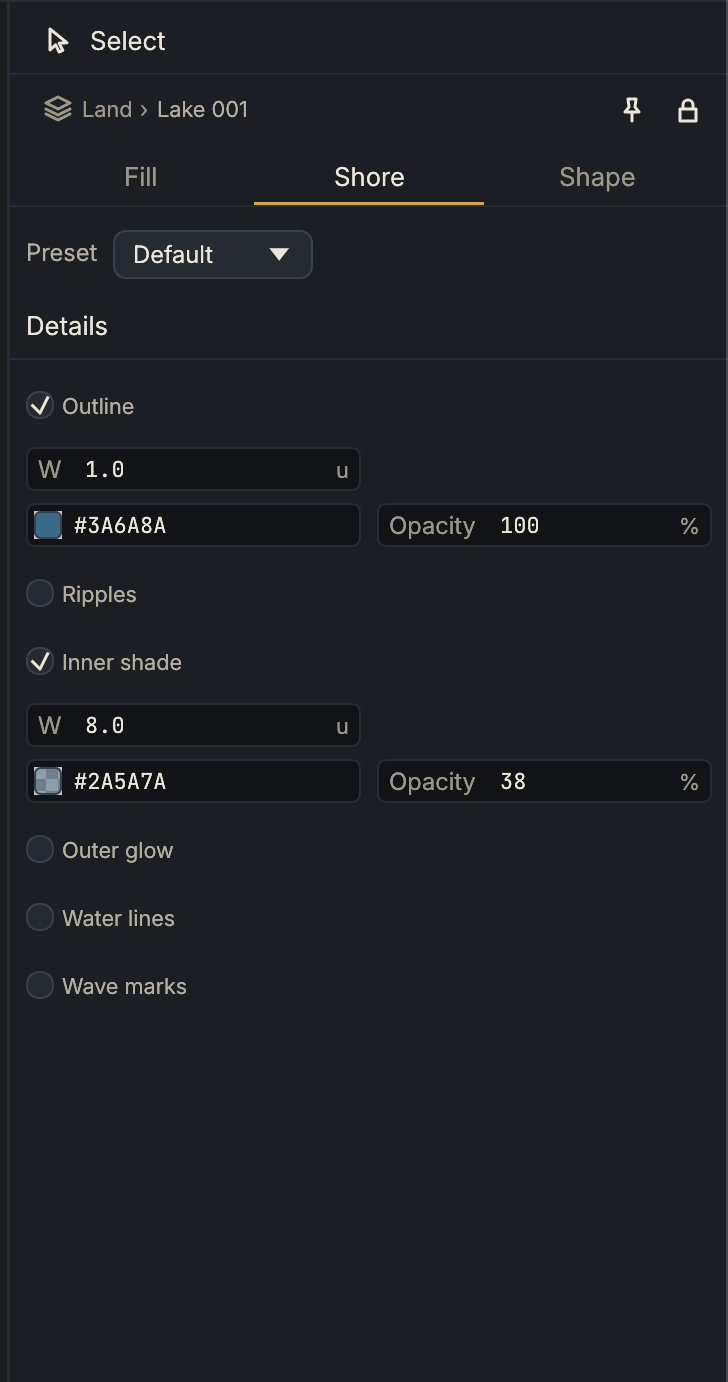 Select
Land › Lake 001
Fill Shore Shape
Preset Default
Details
Outline
W 1.0 u
#3A6A8A Opacity 100 %
Ripples
Inner shade
W 8.0 u
#2A5A7A Opacity 38 %
Outer glow
Water lines
Wave marks